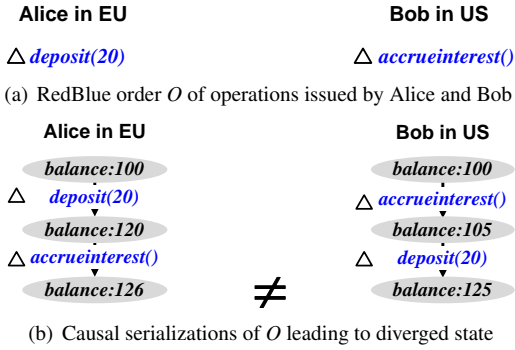 Alice in EU Bob in US
△ deposit(20) △ accrueinterest()
(a) RedBlue order O of operations issued by Alice and Bob
Alice in EU Bob in US
balance:100 balance:100
△ deposit(20) △ accrueinterest()
balance:120 balance:105
△ accrueinterest() △ deposit(20)
balance:126 ≠ balance:125
(b) Causal serializations of O leading to diverged state